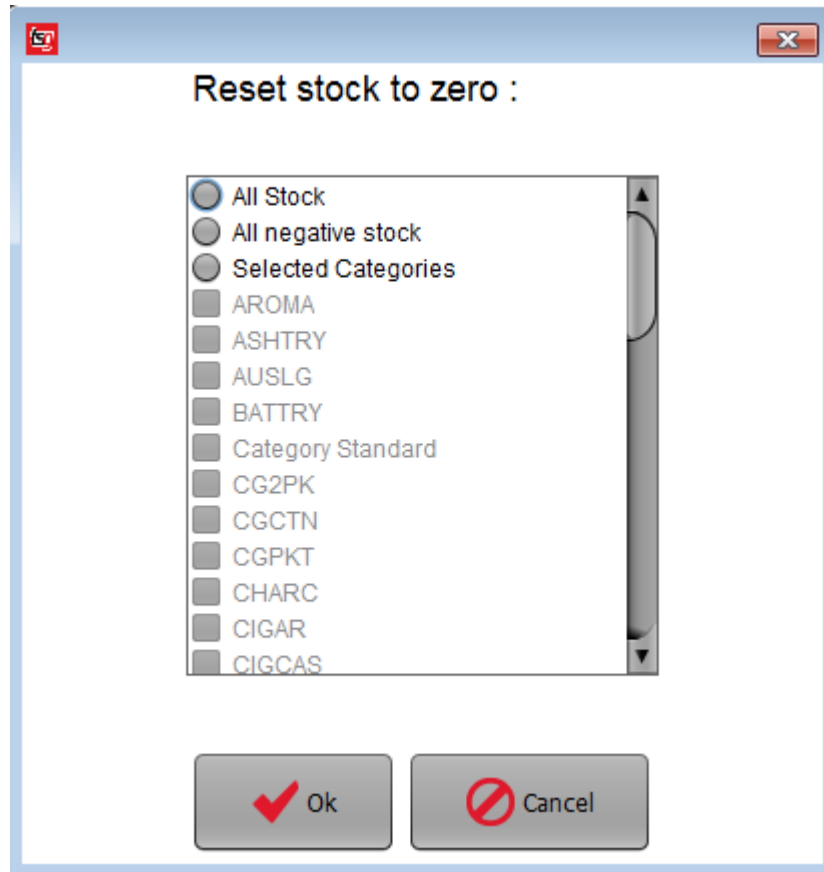 Reset stock to zero :
All Stock
All negative stock
Selected Categories
AROMA
ASHTRY
AUSLG
BATTRY
Category Standard
CG2PK
CGCTN
CGPKT
CHARC
CIGAR
CIGCAS
Ok
Cancel